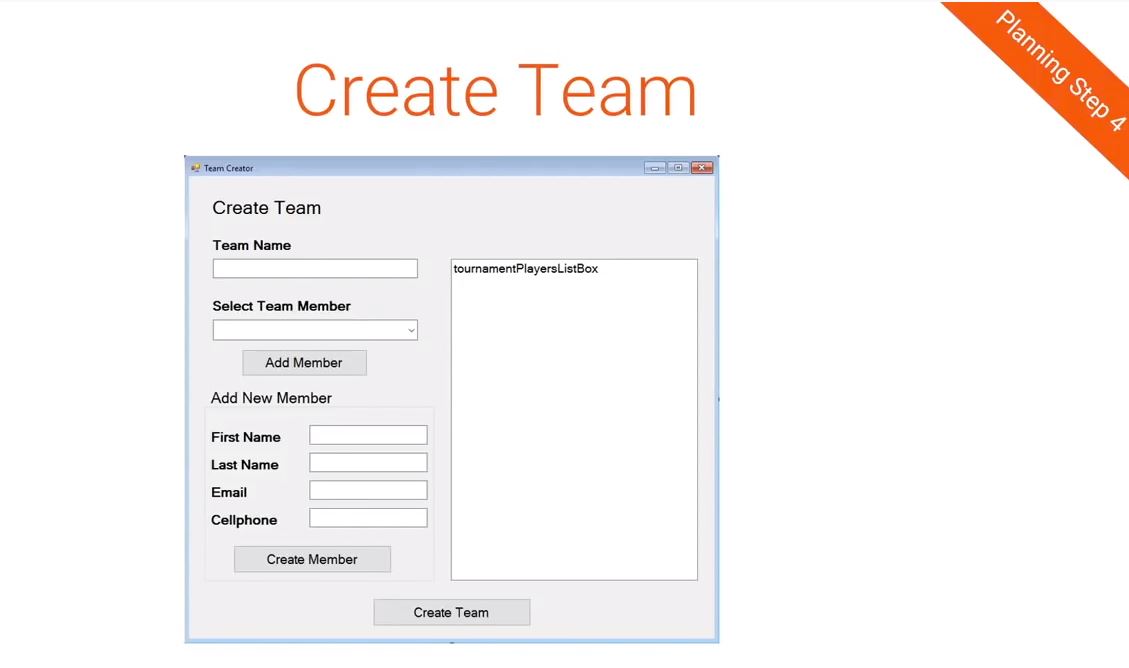 Planning Step 4
Create Team
Team Creator
Create Team
Team Name
tournamentPlayersListBox
Select Team Member
Add Member
Add New Member
First Name
Last Name
Email
Cellphone
Create Member
Create Team